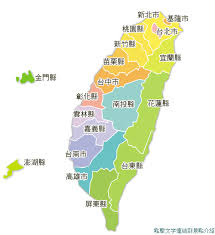 新北市
基隆市
桃園縣
台北市
新竹縣
宜蘭縣
苗栗縣
台中市
金門縣
彰化縣
南投縣
花蓮縣
雲林縣
嘉義縣
澎湖縣
台南市
台東縣
高雄市
屏東縣